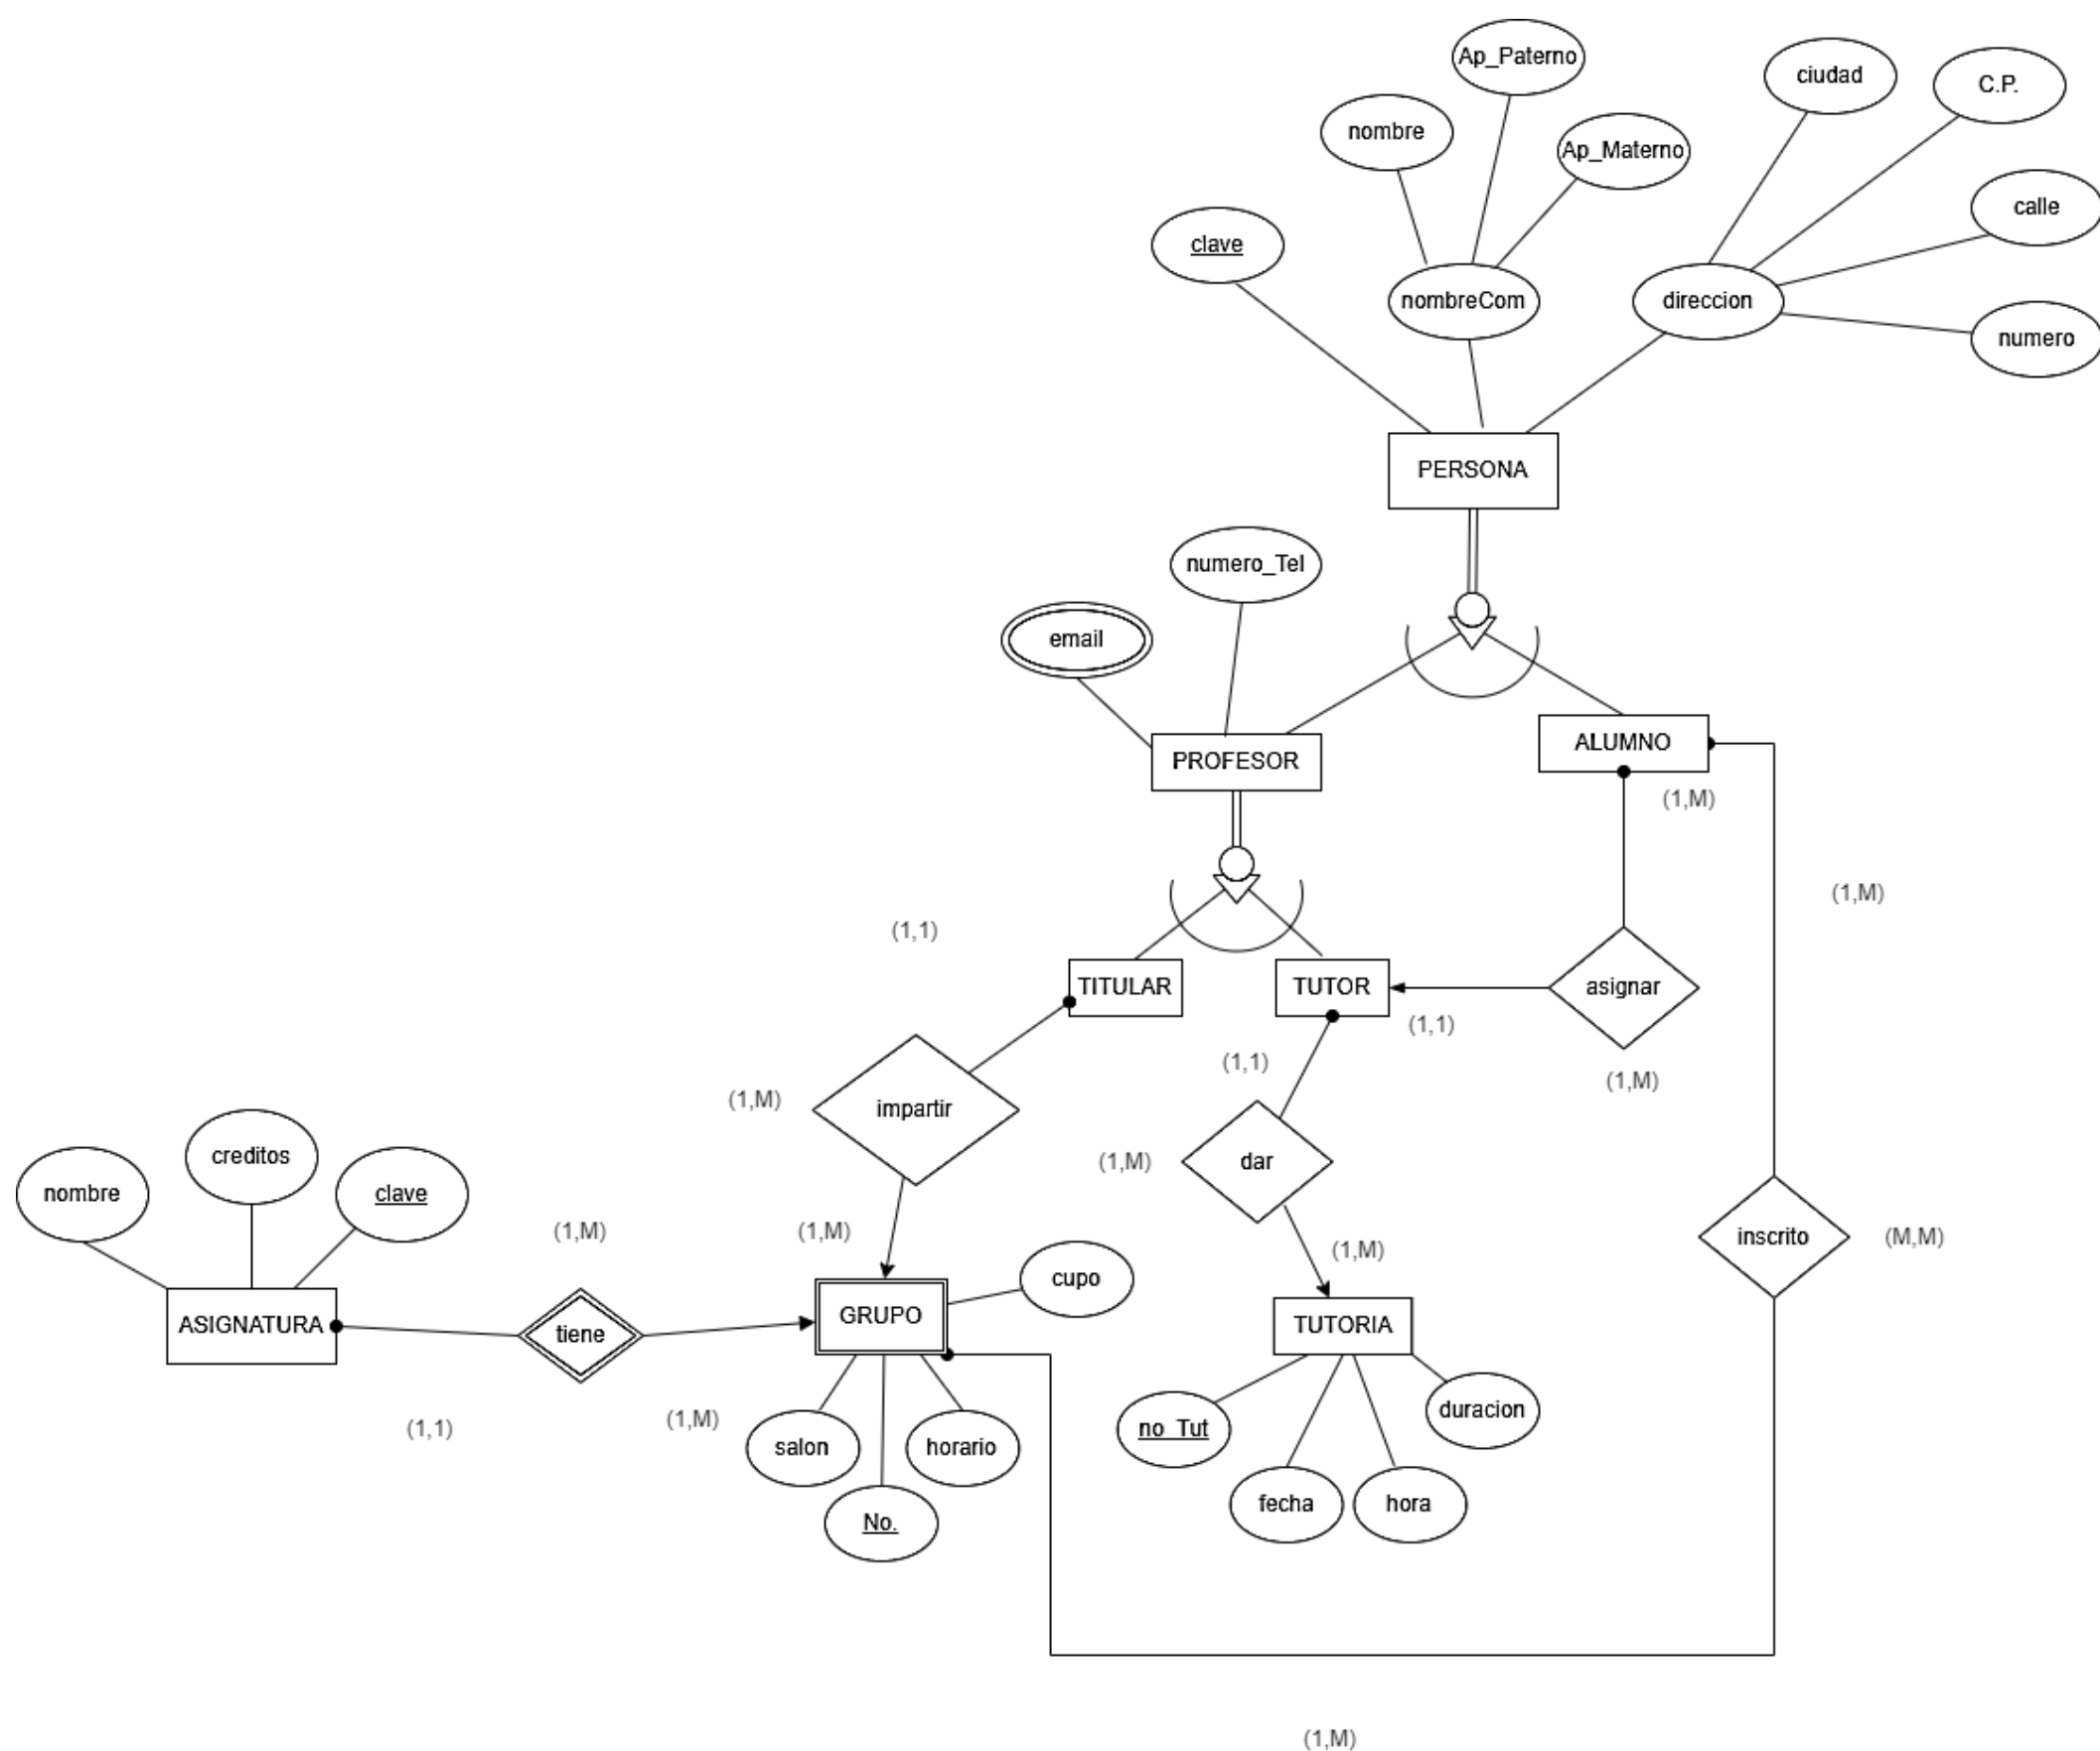 Ap_Paterno
ciudad
C.P.
nombre
Ap_Materno
calle
clave
nombreCom
direccion
numero
PERSONA
numero_Tel
email
PROFESOR
ALUMNO
(1,M)
(1,M)
(1,1)
TITULAR
TUTOR
asignar
(1,1)
(1,1)
(1,M)
(1,M)
impartir
dar
(1,M)
creditos
nombre
clave
(1,M)
(1,M)
(1,M)
inscrito
(M,M)
cupo
ASIGNATURA
tiene
GRUPO
TUTORIA
(1,1)
(1,M)
salon
horario
no_Tut
duracion
No.
fecha
hora
(1,M)